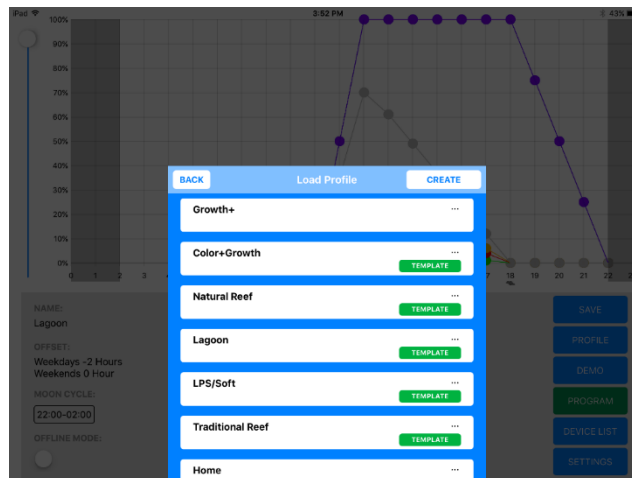 iPad 3:52 PM 43%
100%
90%
80%
70%
60%
50%
40%
30%
20%
10%
0%
0 1 2 3 7 18 19 20 21 22
BACK Load Profile CREATE
Growth+ ...
Color+Growth ...
TEMPLATE
Natural Reef ...
TEMPLATE
Lagoon ...
TEMPLATE
LPS/Soft ...
TEMPLATE
Traditional Reef ...
TEMPLATE
Home ...
NAME:
Lagoon
OFFSET:
Weekdays -2 Hours
Weekends 0 Hour
MOON CYCLE:
22:00-02:00
OFFLINE MODE:
SAVE
PROFILE
DEMO
PROGRAM
DEVICE LIST
SETTINGS